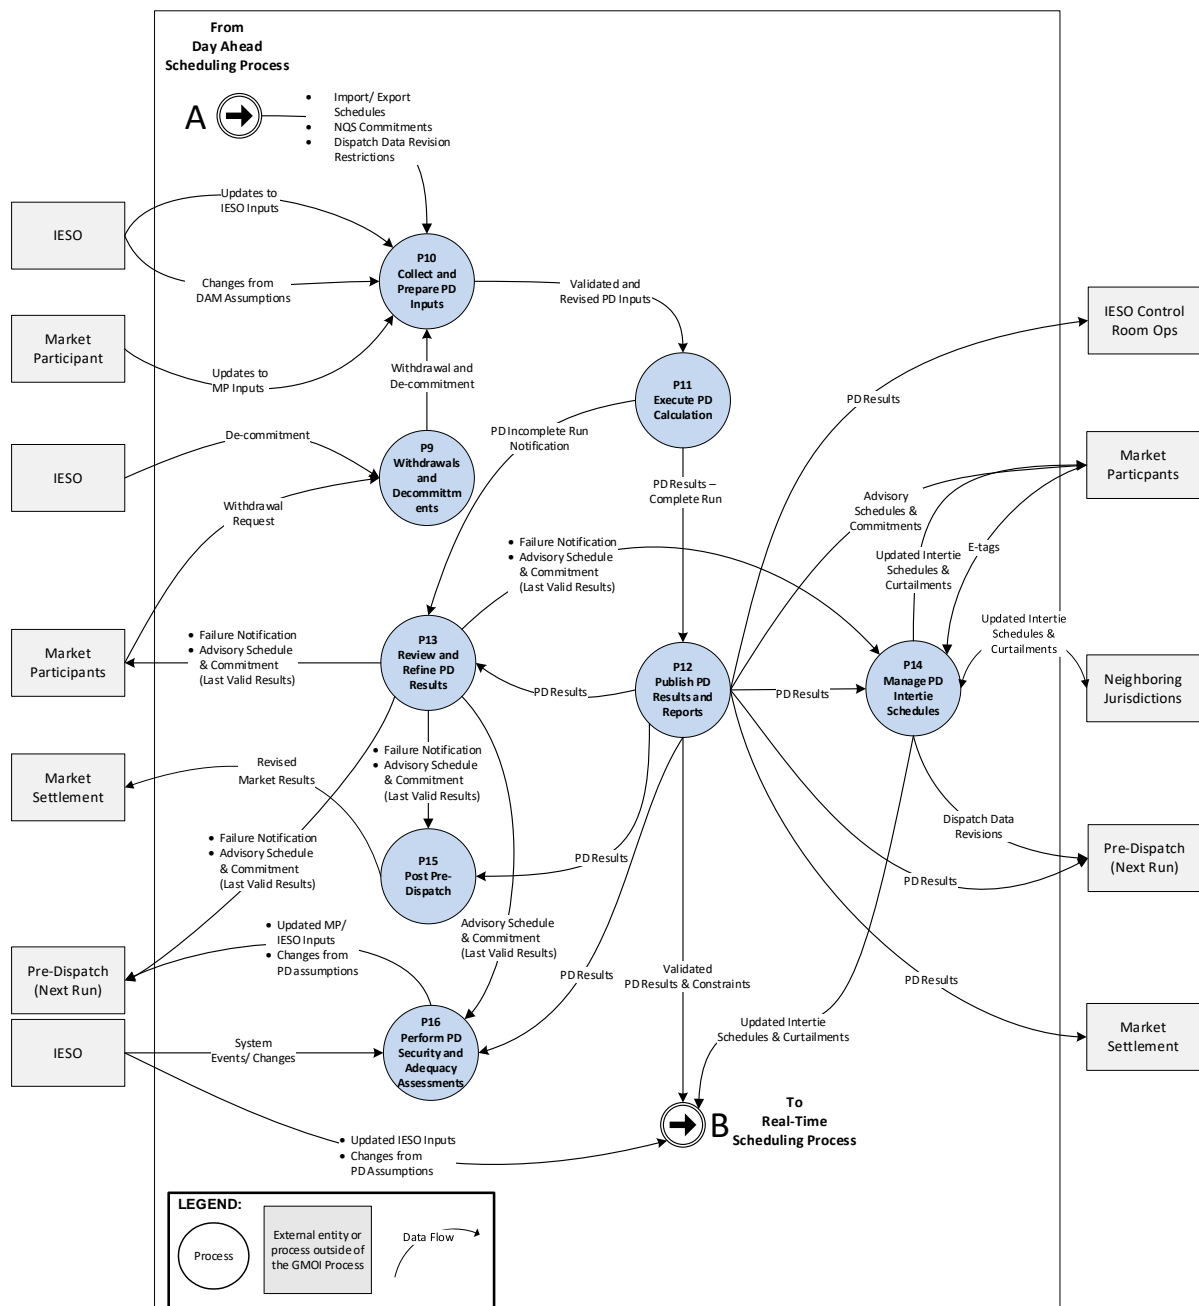 From
Day Ahead
Scheduling Process
A
• Import/ Export
Schedules
• NQS Commitments
• Dispatch Data Revision
Restrictions
IESO
Updates to
IESO Inputs
Changes from
DAM Assumptions
P10
Collect and
Prepare PD
Inputs
Validated and
Revised PD Inputs
Market
Participant
Updates to
MP Inputs
Withdrawal and
De-commitment
P11
Execute PD
Calculation
IESO Control
Room Ops
PD Results
IESO
De-commitment
P9
Withdrawals
and
Decommittm
ents
PD Incomplete Run
Notification
PD Results –
Complete Run
Market
Particpants
Advisory
Schedules &
Commitments
Withdrawal
Request
• Failure Notification
• Advisory Schedule
& Commitment
(Last Valid Results)
Updated Intertie
Schedules &
Curtailments
E-tags
Market
Participants
• Failure Notification
• Advisory Schedule
& Commitment
(Last Valid Results)
P13
Review and
Refine PD
Results
PD Results
P12
Publish PD
Results and
Reports
PD Results
P14
Manage PD
Intertie
Schedules
Updated Intertie
Schedules &
Curtailments
Neighboring
Jurisdictions
Market
Settlement
Revised
Market Results
• Failure Notification
• Advisory Schedule
& Commitment
(Last Valid Results)
• Failure Notification
• Advisory Schedule
& Commitment
(Last Valid Results)
P15
Post Pre-
Dispatch
PD Results
Dispatch Data
Revisions
PD Results
Pre-Dispatch
(Next Run)
Pre-Dispatch
(Next Run)
• Updated MP/
IESO Inputs
• Changes from
PD assumptions
Advisory Schedule
& Commitment
(Last Valid Results)
PD Results
Validated
PD Results & Constraints
PD Results
IESO
System
Events/ Changes
P16
Perform PD
Security and
Adequacy
Assessments
Updated Intertie
Schedules & Curtailments
Market
Settlement
• Updated IESO Inputs
• Changes from
PD Assumptions
B
To
Real-Time
Scheduling Process
LEGEND:
Process
External entity or
process outside of
the GMOI Process
Data Flow